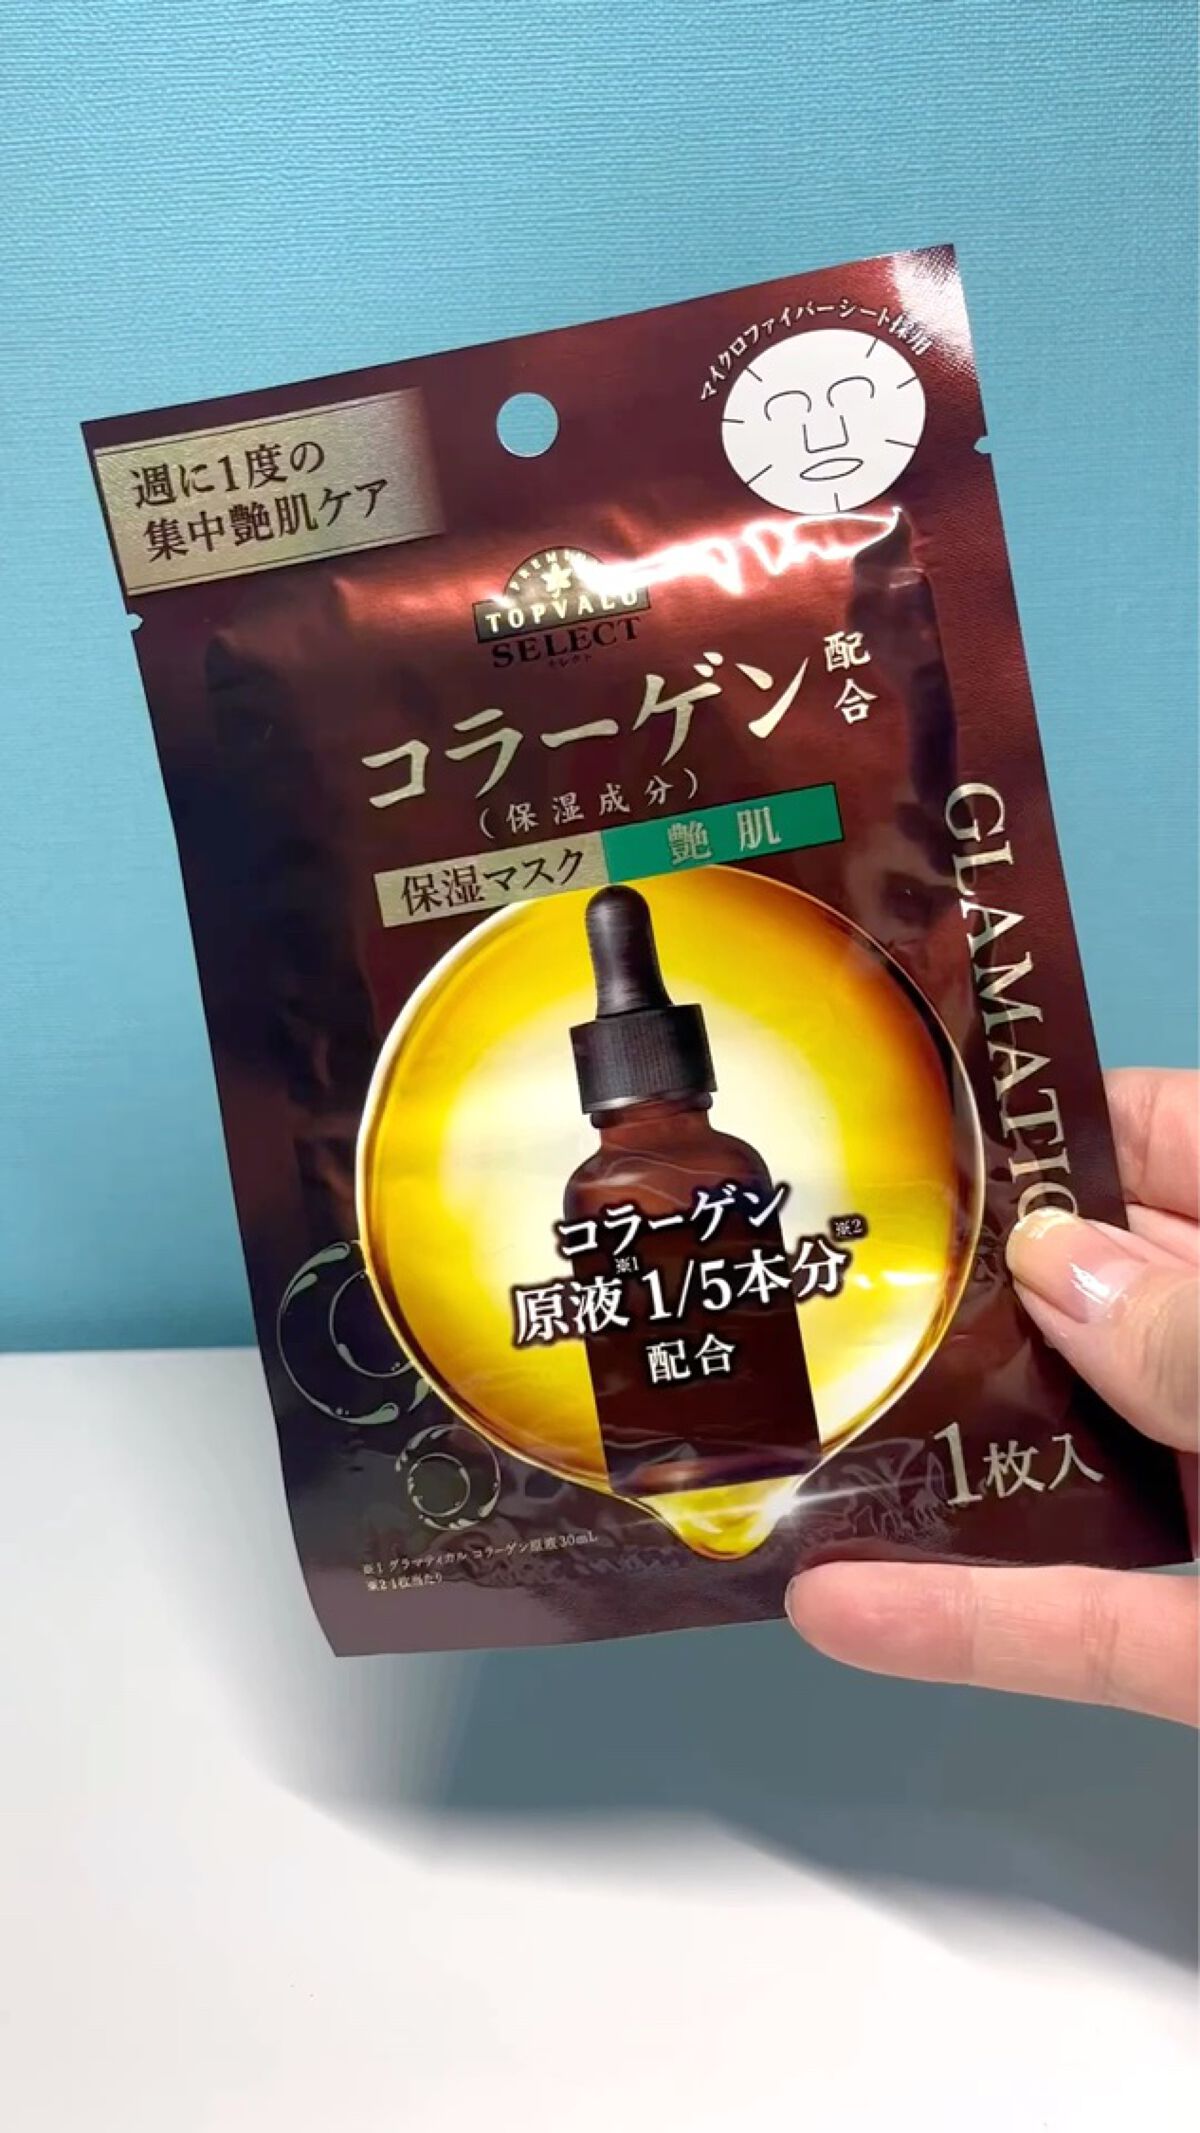 マイクロファイバーシート採用
週に1度の
集中艶肌ケア
TOPVALU
SELECT
セレクト
コラーゲン配合
(保湿成分)
保湿マスク 艶肌
コラーゲン
原液※1 1/5本分※2
配合
1枚入
※1 グラマティカル コラーゲン原液30mL
※2 1枚当たり